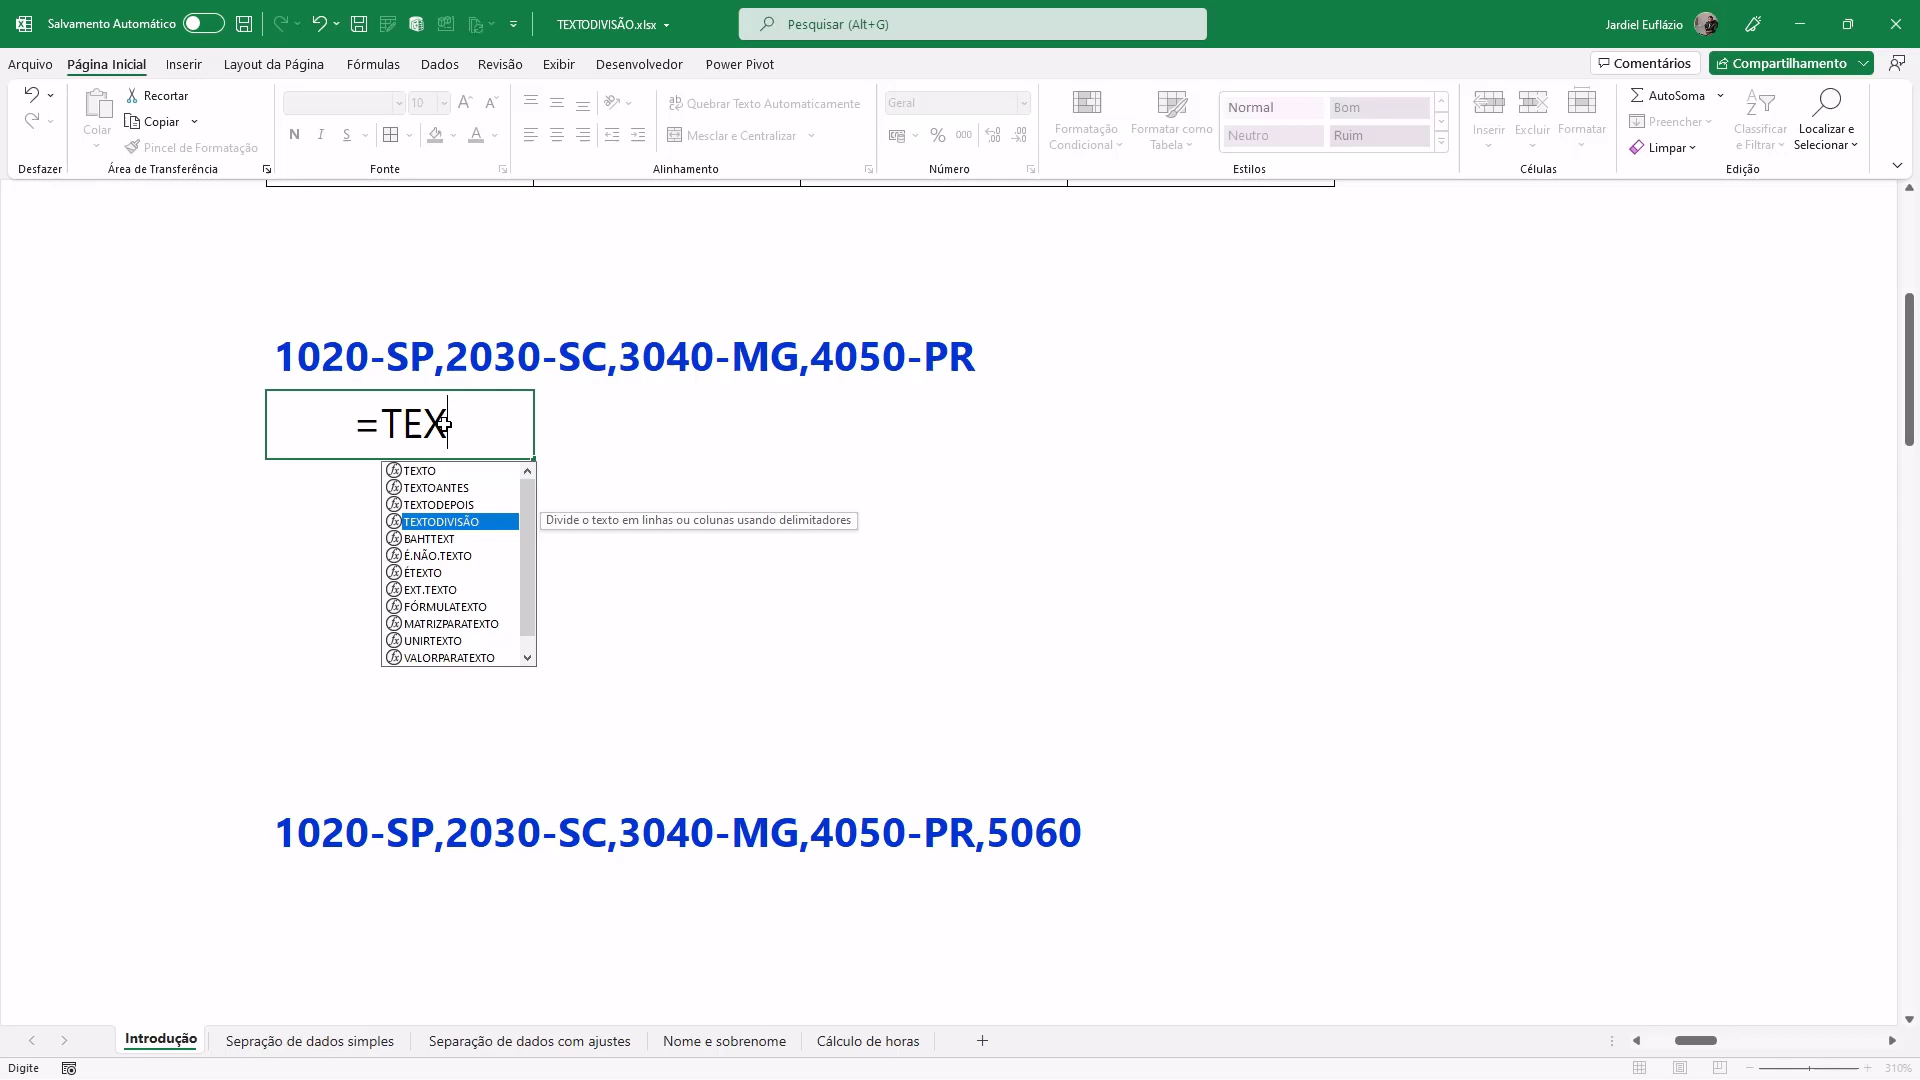 Salvamento Automático
TEXTODIVISÃO.xlsx
Pesquisar (Alt+G)
Jardiel Euflázio
Arquivo
Página Inicial
Inserir
Layout da Página
Fórmulas
Dados
Revisão
Exibir
Desenvolvedor
Power Pivot
Comentários
Compartilhamento
Desfazer
Colar
Recortar
Copiar
Pincel de Formatação
Área de Transferência
10
N I S
Fonte
Quebrar Texto Automaticamente
Mesclar e Centralizar
Alinhamento
Geral
% 000
Número
Formatação Condicional
Formatar como Tabela
Normal
Bom
Neutro
Ruim
Estilos
Inserir
Excluir
Formatar
Células
AutoSoma
Preencher
Limpar
Classificar e Filtrar
Localizar e Selecionar
Edição
1020-SP,2030-SC,3040-MG,4050-PR
=TEX
TEXTO
TEXTOANTES
TEXTODEPOIS
TEXTODIVISÃO
Divide o texto em linhas ou colunas usando delimitadores
BAHTTEXT
É.NÃO.TEXTO
ÉTEXTO
EXT.TEXTO
FÓRMULATEXTO
MATRIZPARATEXTO
UNIRTEXTO
VALORPARATEXTO
1020-SP,2030-SC,3040-MG,4050-PR,5060
Introdução
Sepração de dados simples
Separação de dados com ajustes
Nome e sobrenome
Cálculo de horas
Digite
310%